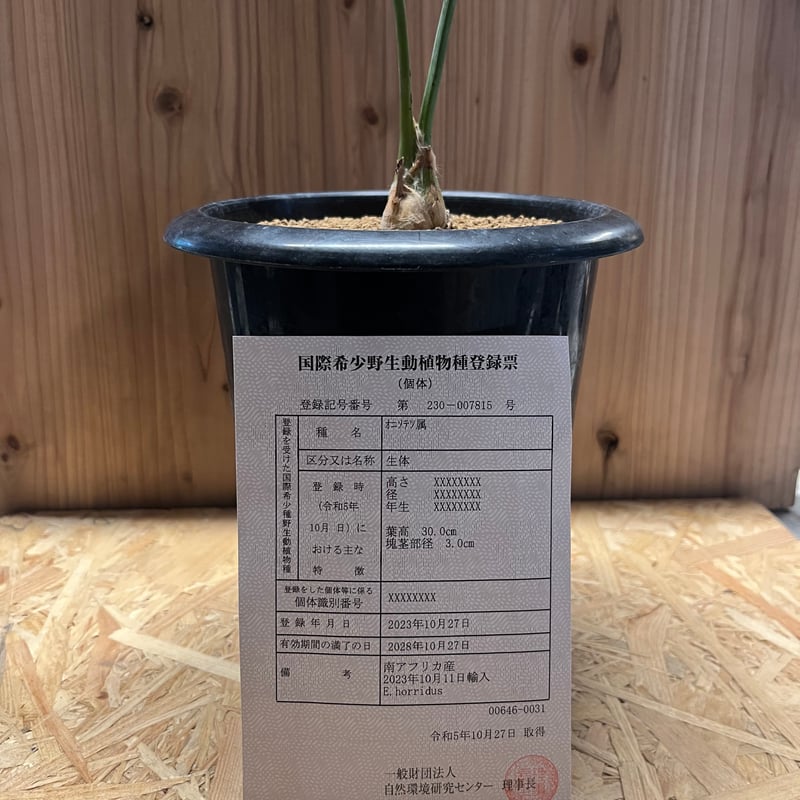 国際希少野生動植物種登録票
（個体）
登録記号番号　第　230－007815　号
登録を受けた国際希少野生動植物種
種　名　ｵﾆｿﾃﾂ属
区分又は名称　生体
登録時
（令和5年
10月 日）に
おける主な
特徴
高さ　XXXXXXXX
径　XXXXXXXX
年生　XXXXXXXX
葉高　30.0cm
塊茎部径　3.0cm
登録をした個体等に係る
個体識別番号　XXXXXXXX
登録年月日　2023年10月27日
有効期間の満了の日　2028年10月27日
備　考
南アフリカ産
2023年10月11日輸入
E.horridus
00646-0031
令和5年10月27日 取得
一般財団法人
自然環境研究センター　理事長